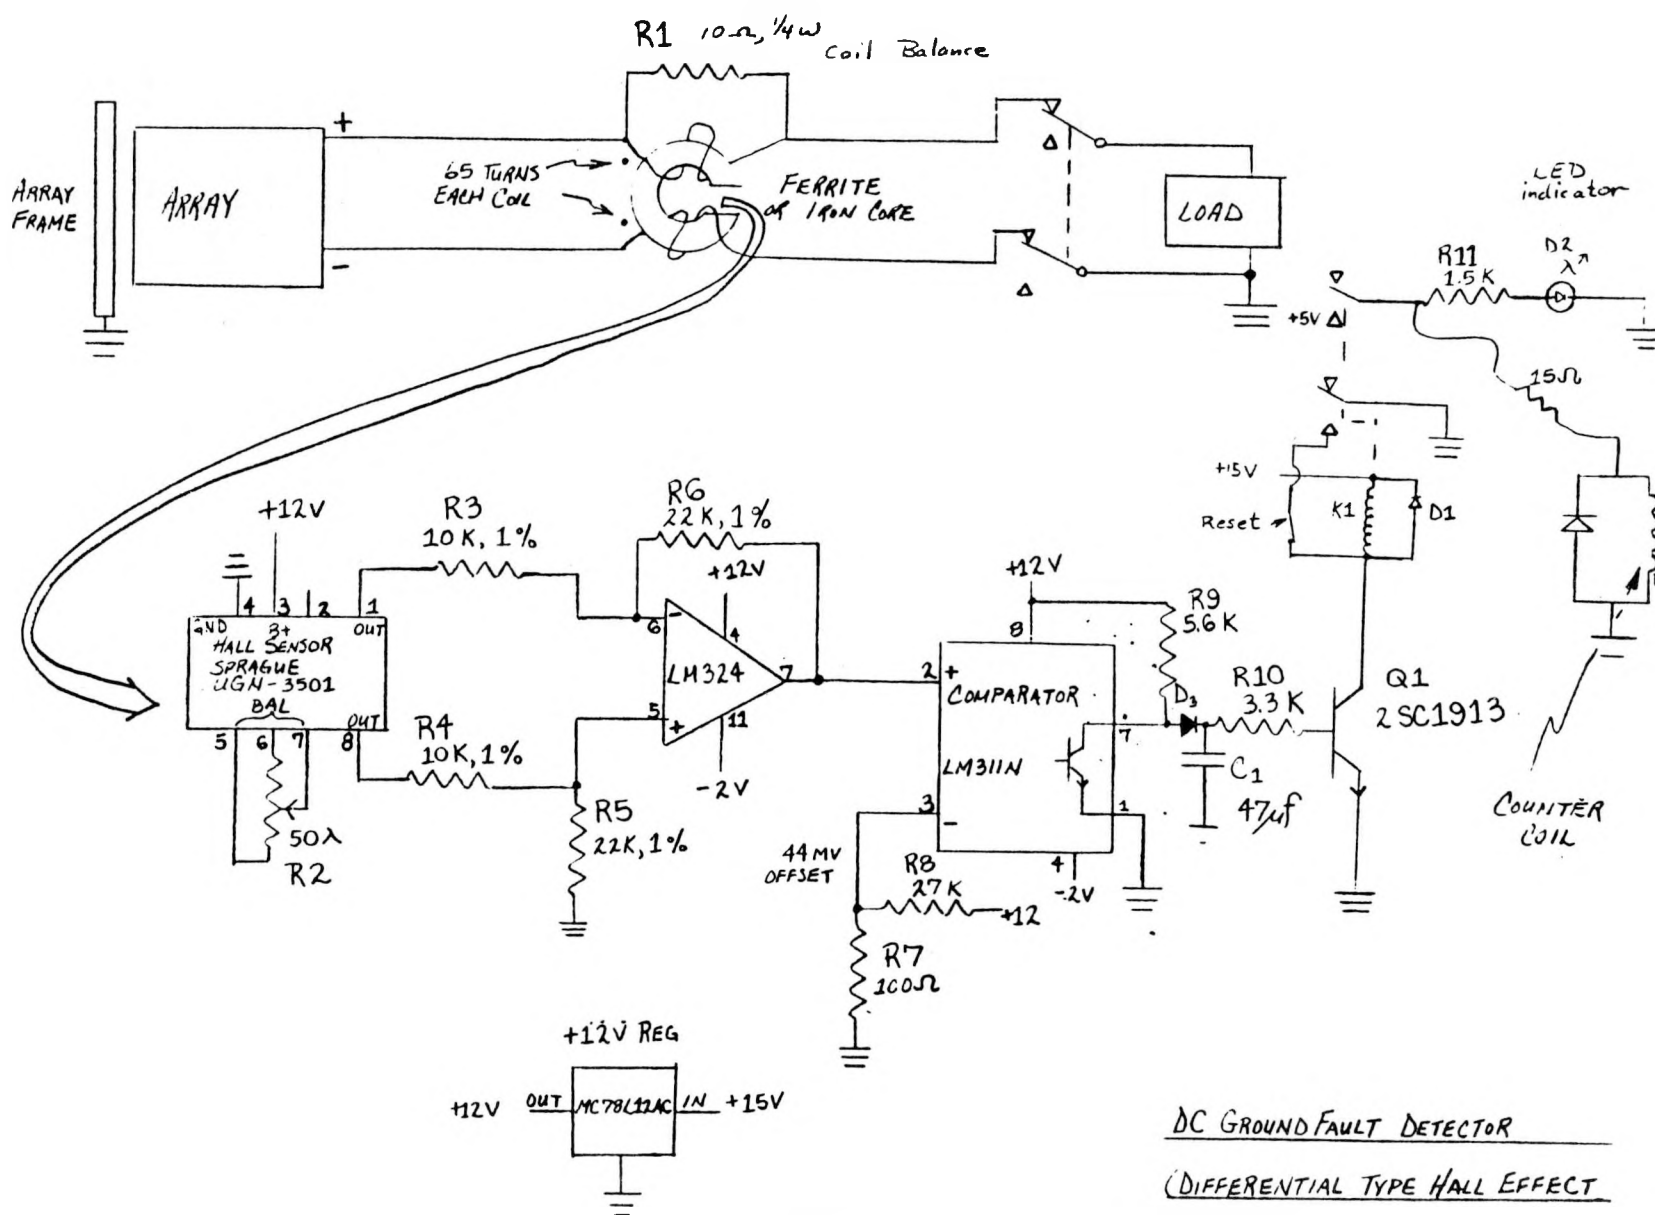 R1 10Ω, 1/4W
Coil Balance
+
-
ARRAY
FRAME
ARRAY
65 TURNS
EACH COIL
FERRITE
or IRON CORE
LOAD
LED
indicator
R11
1.5K
D2
λ
+5V
15Ω
+15V
Reset
K1
D1
COUNTER
COIL
+12V
4 3 2 1
GND B+ OUT
HALL SENSOR
SPRAGUE
UGN-3501
BAL
OUT
5 6 7 8
50λ
R2
R3
10K, 1%
R4
10K, 1%
R5
22K, 1%
R6
22K, 1%
+12V
- 6
4
LM324
7
5 +
11
-2V
+12V
8
2 +
COMPARATOR
LM311N
7
1
3 -
4
-2V
44 MV
OFFSET
R8
27K
+12
R7
100Ω
R9
5.6K
D3
R10
3.3K
C1
47μf
Q1
2SC1913
+12V REG
+12V OUT MC78L12AC IN +15V
DC GROUND FAULT DETECTOR
(DIFFERENTIAL TYPE HALL EFFECT